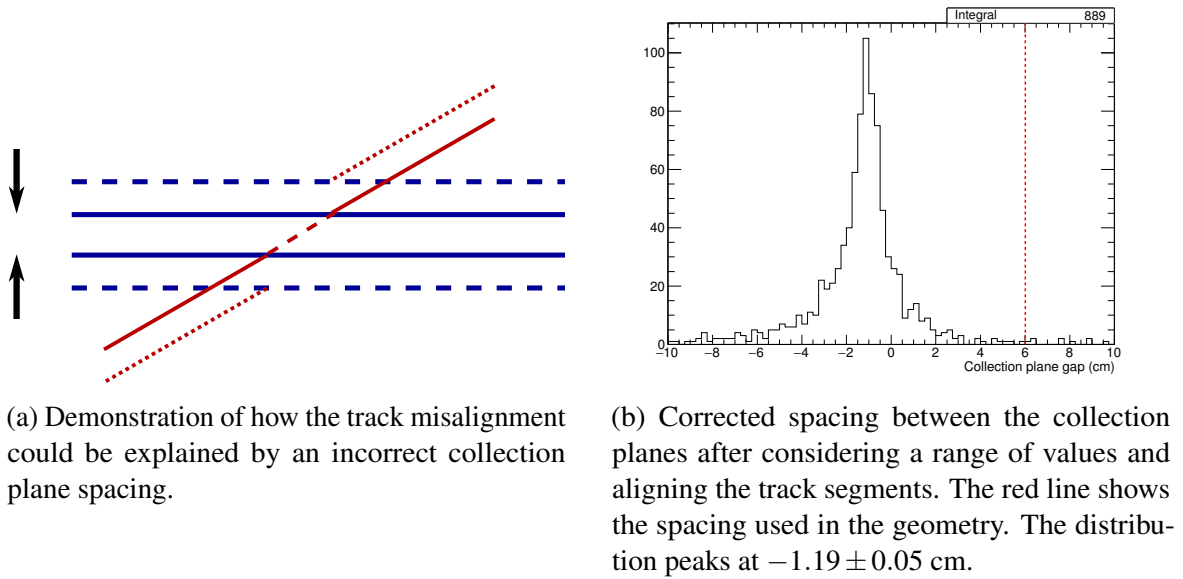 Integral 889
100
80
60
40
20
0
−10 −8 −6 −4 −2 0 2 4 6 8 10
Collection plane gap (cm)
(a) Demonstration of how the track misalignment
could be explained by an incorrect collection
plane spacing.
(b) Corrected spacing between the collection
planes after considering a range of values and
aligning the track segments. The red line shows
the spacing used in the geometry. The distribu-
tion peaks at −1.19 ± 0.05 cm.